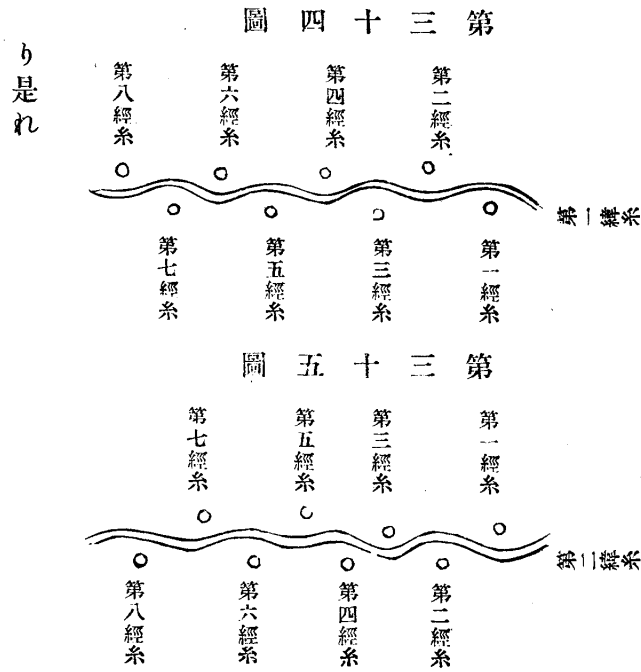 第三十四圖
第二經糸
第四經糸
第六經糸
第八經糸
第一緯糸
第一經糸
第三經糸
第五經糸
第七經糸
第三十五圖
第一經糸
第三經糸
第五經糸
第七經糸
第二緯糸
第二經糸
第四經糸
第六經糸
第八經糸
り是れ